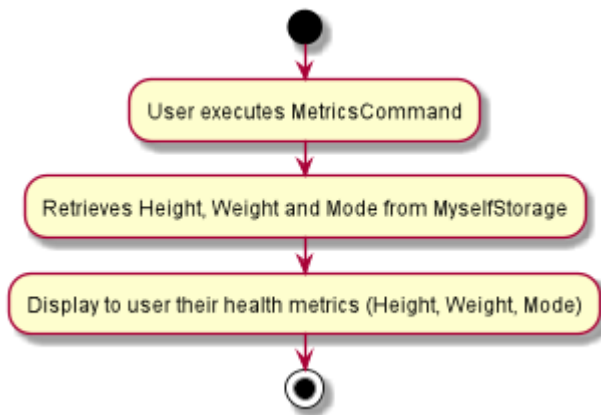 User executes MetricsCommand
Retrieves Height, Weight and Mode from MyselfStorage
Display to user their health metrics (Height, Weight, Mode)